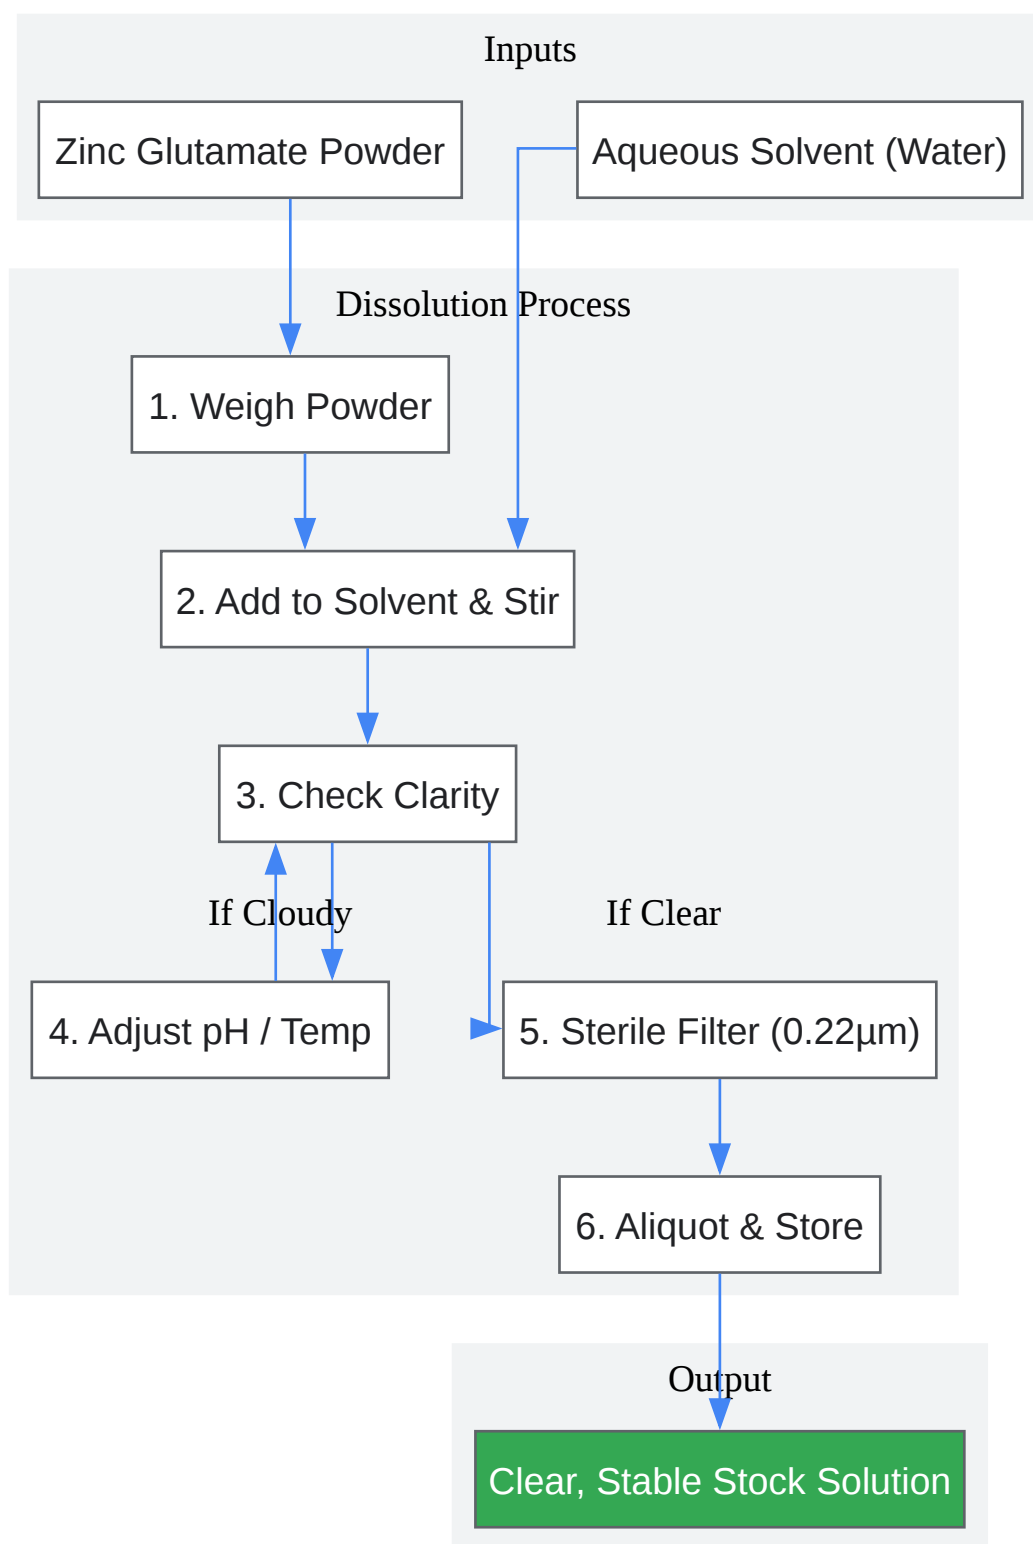 Inputs
Zinc Glutamate Powder
Aqueous Solvent (Water)
Dissolution Process
1. Weigh Powder
2. Add to Solvent & Stir
3. Check Clarity
If Cloudy
If Clear
4. Adjust pH / Temp
5. Sterile Filter (0.22µm)
6. Aliquot & Store
Output
Clear, Stable Stock Solution